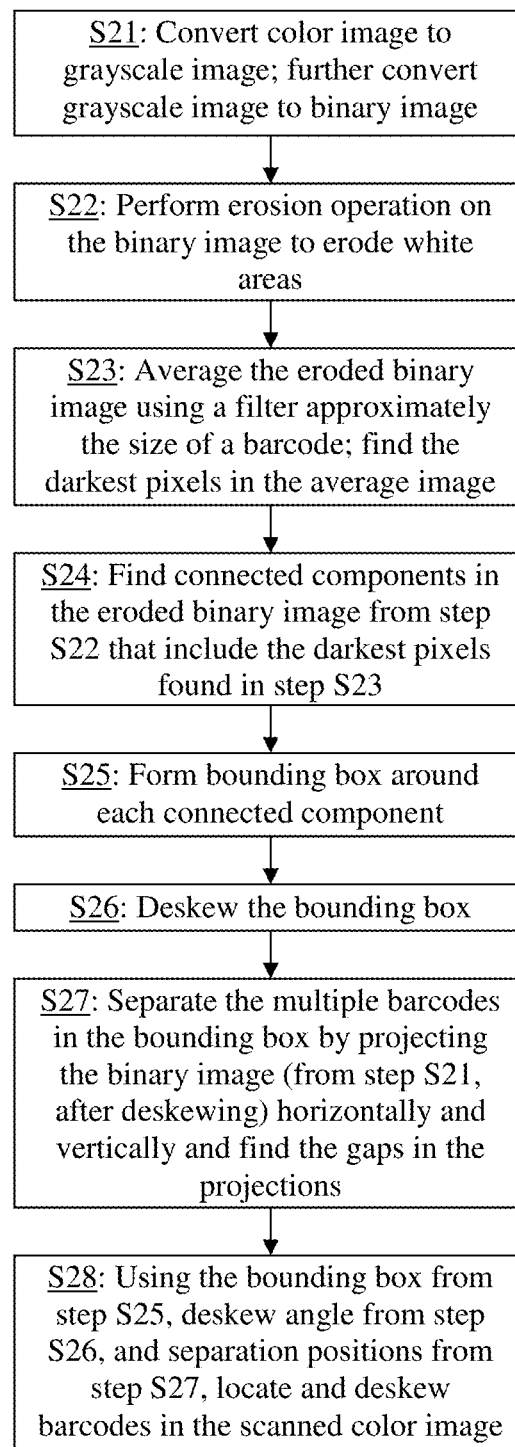 S21: Convert color image to
grayscale image; further convert
grayscale image to binary image
S22: Perform erosion operation on
the binary image to erode white
areas
S23: Average the eroded binary
image using a filter approximately
the size of a barcode; find the
darkest pixels in the average image
S24: Find connected components in
the eroded binary image from step
S22 that include the darkest pixels
found in step S23
S25: Form bounding box around
each connected component
S26: Deskew the bounding box
S27: Separate the multiple barcodes
in the bounding box by projecting
the binary image (from step S21,
after deskewing) horizontally and
vertically and find the gaps in the
projections
S28: Using the bounding box from
step S25, deskew angle from step
S26, and separation positions from
step S27, locate and deskew
barcodes in the scanned color image